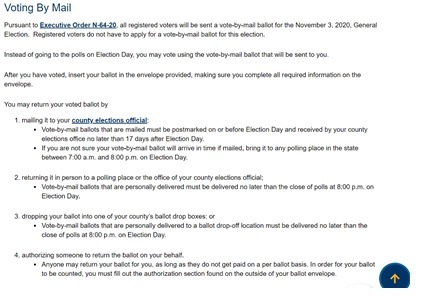 Voting By Mail
Pursuant to Executive Order N-64-20, all registered voters will be sent a vote-by-mail ballot for the November 3, 2020, General
Election. Registered voters do not have to apply for a vote-by-mail ballot for this election.
Instead of going to the polls on Election Day, you may vote using the vote-by-mail ballot that will be sent to you.
After you have voted, insert your ballot in the envelope provided, making sure you complete all required information on the
envelope.
You may return your voted ballot by
1. mailing it to your county elections official;
• Vote-by-mail ballots that are mailed must be postmarked on or before Election Day and received by your county
elections office no later than 17 days after Election Day.
• If you are not sure your vote-by-mail ballot will arrive in time if mailed, bring it to any polling place in the state
between 7:00 a.m. and 8:00 p.m. on Election Day.
2. returning it in person to a polling place or the office of your county elections official;
• Vote-by-mail ballots that are personally delivered must be delivered no later than the close of polls at 8:00 p.m. on
Election Day.
3. dropping your ballot into one of your county's ballot drop boxes; or
• Vote-by-mail ballots that are personally delivered to a ballot drop-off location must be delivered no later than the
close of polls at 8:00 p.m. on Election Day.
4. authorizing someone to return the ballot on your behalf.
• Anyone may return your ballot for you, as long as they do not get paid on a per ballot basis. In order for your ballot
to be counted, you must fill out the authorization section found on the outside of your ballot envelope.